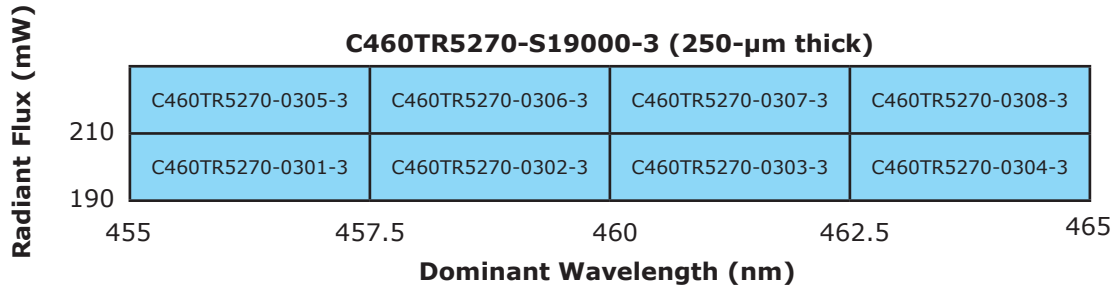 C460TR5270-S19000-3 (250-μm thick)
Radiant Flux (mW)
C460TR5270-0305-3 C460TR5270-0306-3 C460TR5270-0307-3 C460TR5270-0308-3
210
C460TR5270-0301-3 C460TR5270-0302-3 C460TR5270-0303-3 C460TR5270-0304-3
190
455 457.5 460 462.5 465
Dominant Wavelength (nm)